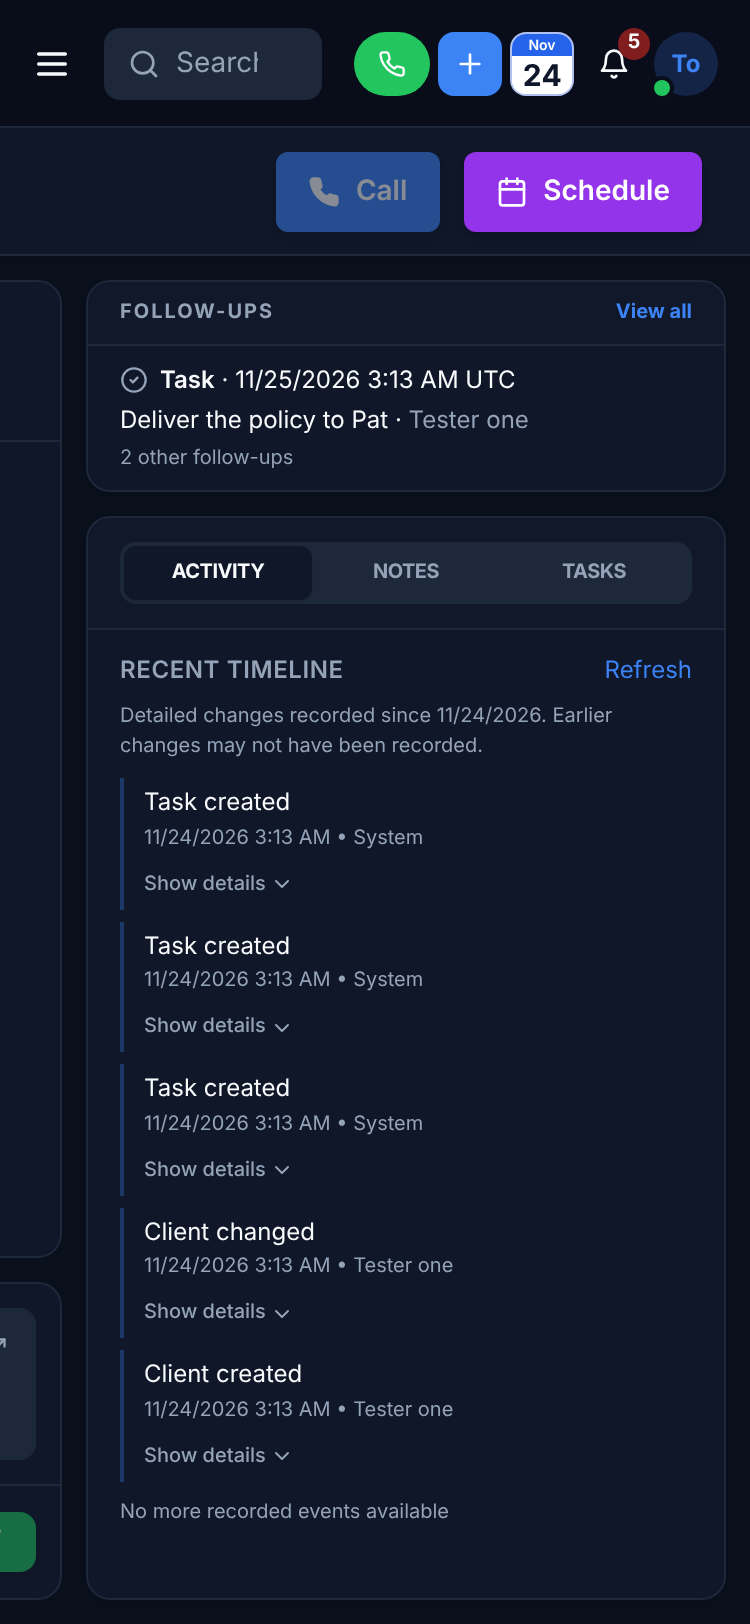 Search
Nov
24
5
To
Call
Schedule
FOLLOW-UPS
View all
Task · 11/25/2026 3:13 AM UTC
Deliver the policy to Pat · Tester one
2 other follow-ups
ACTIVITY
NOTES
TASKS
RECENT TIMELINE
Refresh
Detailed changes recorded since 11/24/2026. Earlier
changes may not have been recorded.
Task created
11/24/2026 3:13 AM • System
Show details
Task created
11/24/2026 3:13 AM • System
Show details
Task created
11/24/2026 3:13 AM • System
Show details
Client changed
11/24/2026 3:13 AM • Tester one
Show details
Client created
11/24/2026 3:13 AM • Tester one
Show details
No more recorded events available